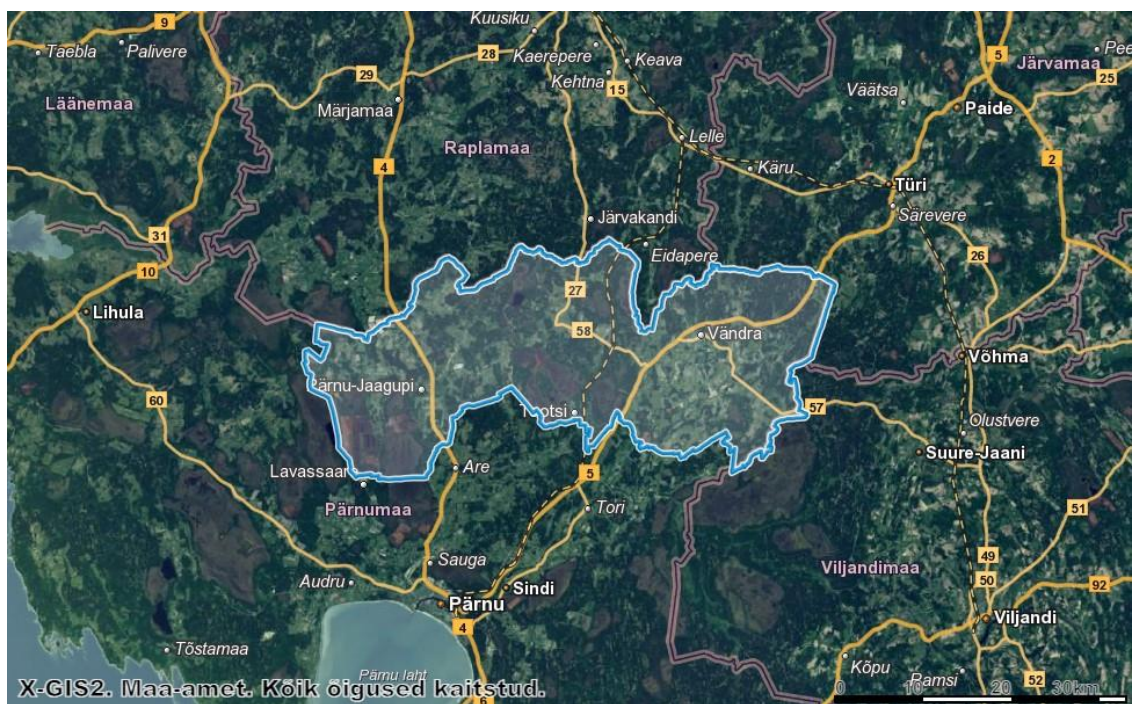 Kuusiku
9
5
Pee
Taebla
Palivere
Kaerepere
28
Keava
Järvamaa
29
Kehtna
15
25
Läänemaa
Märjamaa
Väätsa
Paide
Raplamaa
Lelle
4
Käru
2
Türi
Järvakandi
Särevere
31
Eidapere
26
10
27
Lihula
58
Vändra
Võhma
Pärnu-Jaagupi
60
57
Olustvere
Lavassaar
Are
5
Suure-Jaani
Pärnumaa
Tori
51
Sauga
49
Audru
Sindi
Viljandimaa
50
92
Pärnu
4
Viljandi
Tõstamaa
Kõpu
Pärnu laht
Ramsi
52
X-GIS2. Maa-amet. Kõik õigused kaitstud.
0 10 20 30km
6